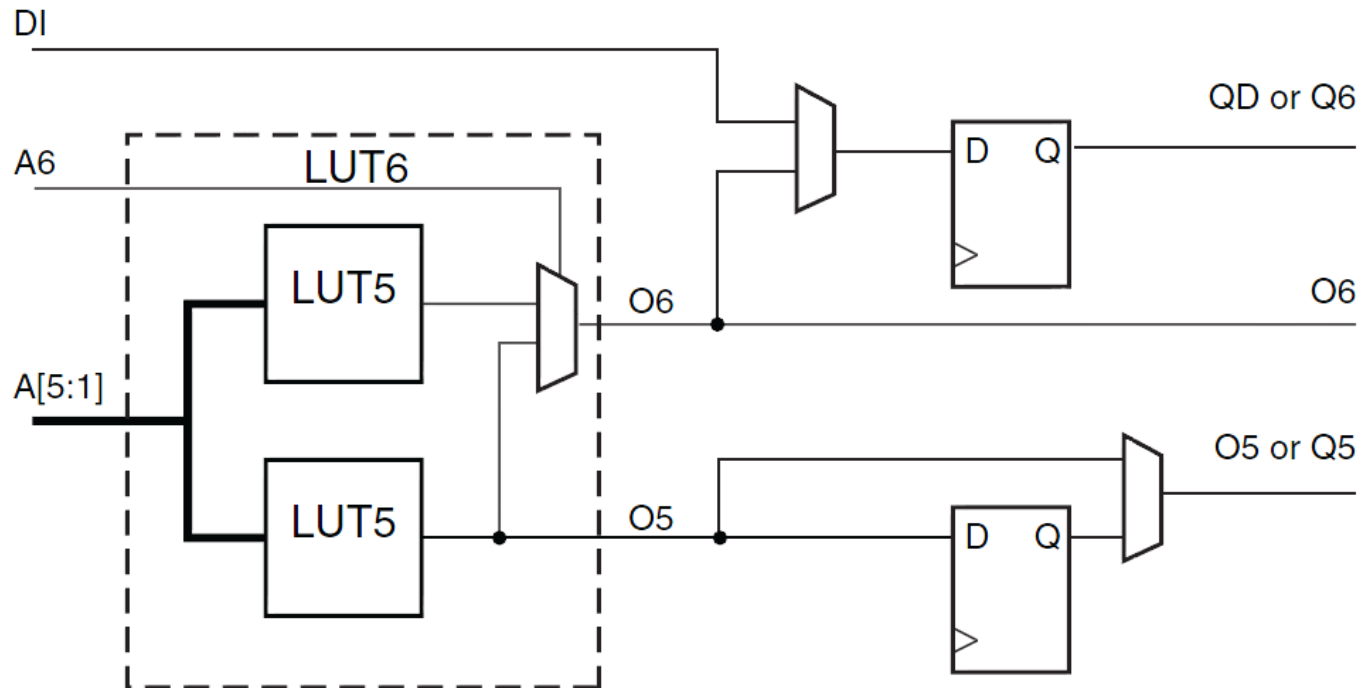 DI
QD or Q6
D Q
A6
LUT6
LUT5
O6
O6
A[5:1]
O5 or Q5
LUT5
O5
D Q